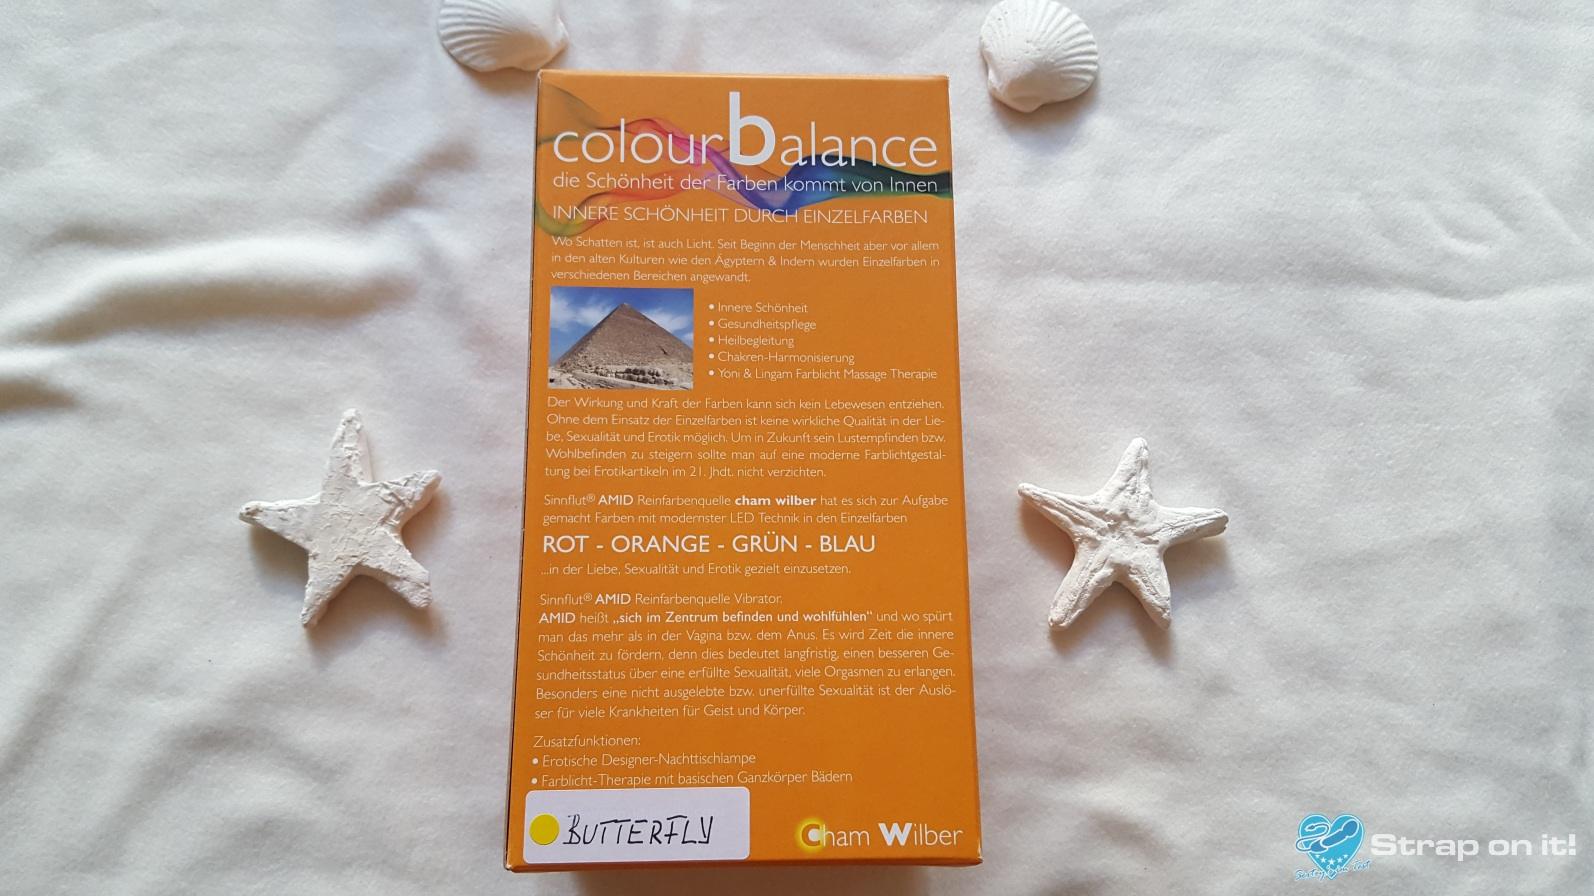 colourbalance
die Schönheit der Farben kommt von Innen
INNERE SCHÖNHEIT DURCH EINZELFARBEN
Wo Schatten ist, ist auch Licht. Seit Beginn der Menschheit aber vor allem
in den alten Kulturen wie den Ägyptern & Indern wurden Einzelfarben in
verschiedenen Bereichen angewandt.
• Innere Schönheit
• Gesundheitspflege
• Heilbegleitung
• Chakren-Harmonisierung
• Yoni & Lingam Farblicht Massage Therapie
Der Wirkung und Kraft der Farben kann sich kein Lebewesen entziehen.
Ohne dem Einsatz der Einzelfarben ist keine wirkliche Qualität in der Lie-
be, Sexualität und Erotik möglich. Um in Zukunft sein Lustempfinden bzw.
Wohlbefinden zu steigern sollte man auf eine moderne Farblichtgestal-
tung bei Erotikartikeln im 21. Jhdt. nicht verzichten.
Sinnflut® AMID Reinfarbenquelle cham wilber hat es sich zur Aufgabe
gemacht Farben mit modernster LED Technik in den Einzelfarben
ROT - ORANGE - GRÜN - BLAU
...in der Liebe, Sexualität und Erotik gezielt einzusetzen.
Sinnflut® AMID Reinfarbenquelle Vibrator.
AMID heißt „sich im Zentrum befinden und wohlfühlen" und wo spürt
man das mehr als in der Vagina bzw. dem Anus. Es wird Zeit die innere
Schönheit zu fördern, denn dies bedeutet langfristig, einen besseren Ge-
sundheitsstatus über eine erfüllte Sexualität, viele Orgasmen zu erlangen.
Besonders eine nicht ausgelebte bzw. unerfüllte Sexualität ist der Auslö-
ser für viele Krankheiten für Geist und Körper.
Zusatzfunktionen:
• Erotische Designer-Nachttischlampe
• Farblicht-Therapie mit basischen Ganzkörper Bädern
BUTTERFLY
Cham Wilber
Strap on it!